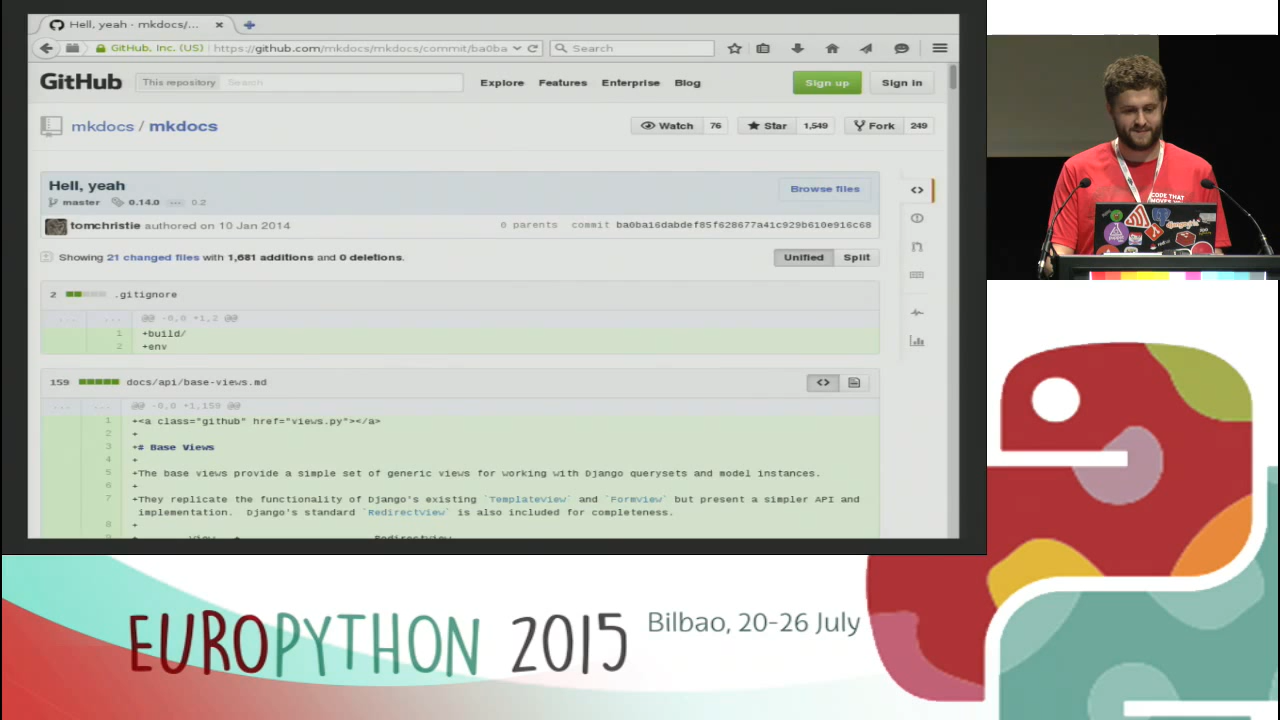 Hell, yeah · mkdocs/...
GitHub, Inc. (US) https://github.com/mkdocs/mkdocs/commit/ba0ba
Search
GitHub
This repository Search
Explore Features Enterprise Blog
Sign up Sign in
mkdocs / mkdocs
Watch 76 Star 1,549 Fork 249
Hell, yeah
Browse files
master 0.14.0 ... 0.2
tomchristie authored on 10 Jan 2014
0 parents commit ba0ba16dabdef85f628677a41c929b610e916c68
Showing 21 changed files with 1,681 additions and 0 deletions.
Unified Split
2 .gitignore
... ... @@ -0,0 +1,2 @@
1 +build/
2 +env
159 docs/api/base-views.md
... ... @@ -0,0 +1,159 @@
1 +<a class="github" href="views.py"></a>
2 +
3 +# Base Views
4 +
5 +The base views provide a simple set of generic views for working with Django querysets and model instances.
6 +
7 +They replicate the functionality of Django's existing `TemplateView` and `FormView` but present a simpler API and
implementation. Django's standard `RedirectView` is also included for completeness.
8 +
CODE THAT
EUROPYTHON 2015
Bilbao, 20-26 July